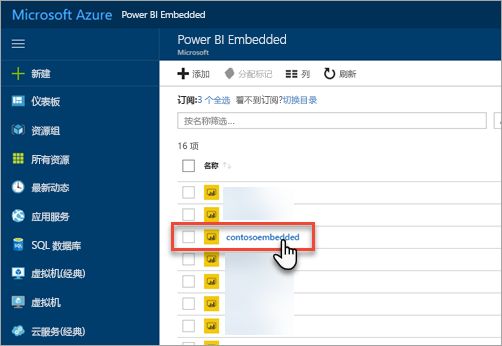 Microsoft Azure Power BI Embedded
Power BI Embedded
Microsoft
新建
添加 分配标记 列 刷新
仪表板
订阅:3 个全选 看不到订阅?切换目录
资源组
按名称筛选...
所有资源
16 项
最新动态
名称
应用服务
SQL 数据库
contosoembedded
虚拟机(经典)
虚拟机
云服务(经典)